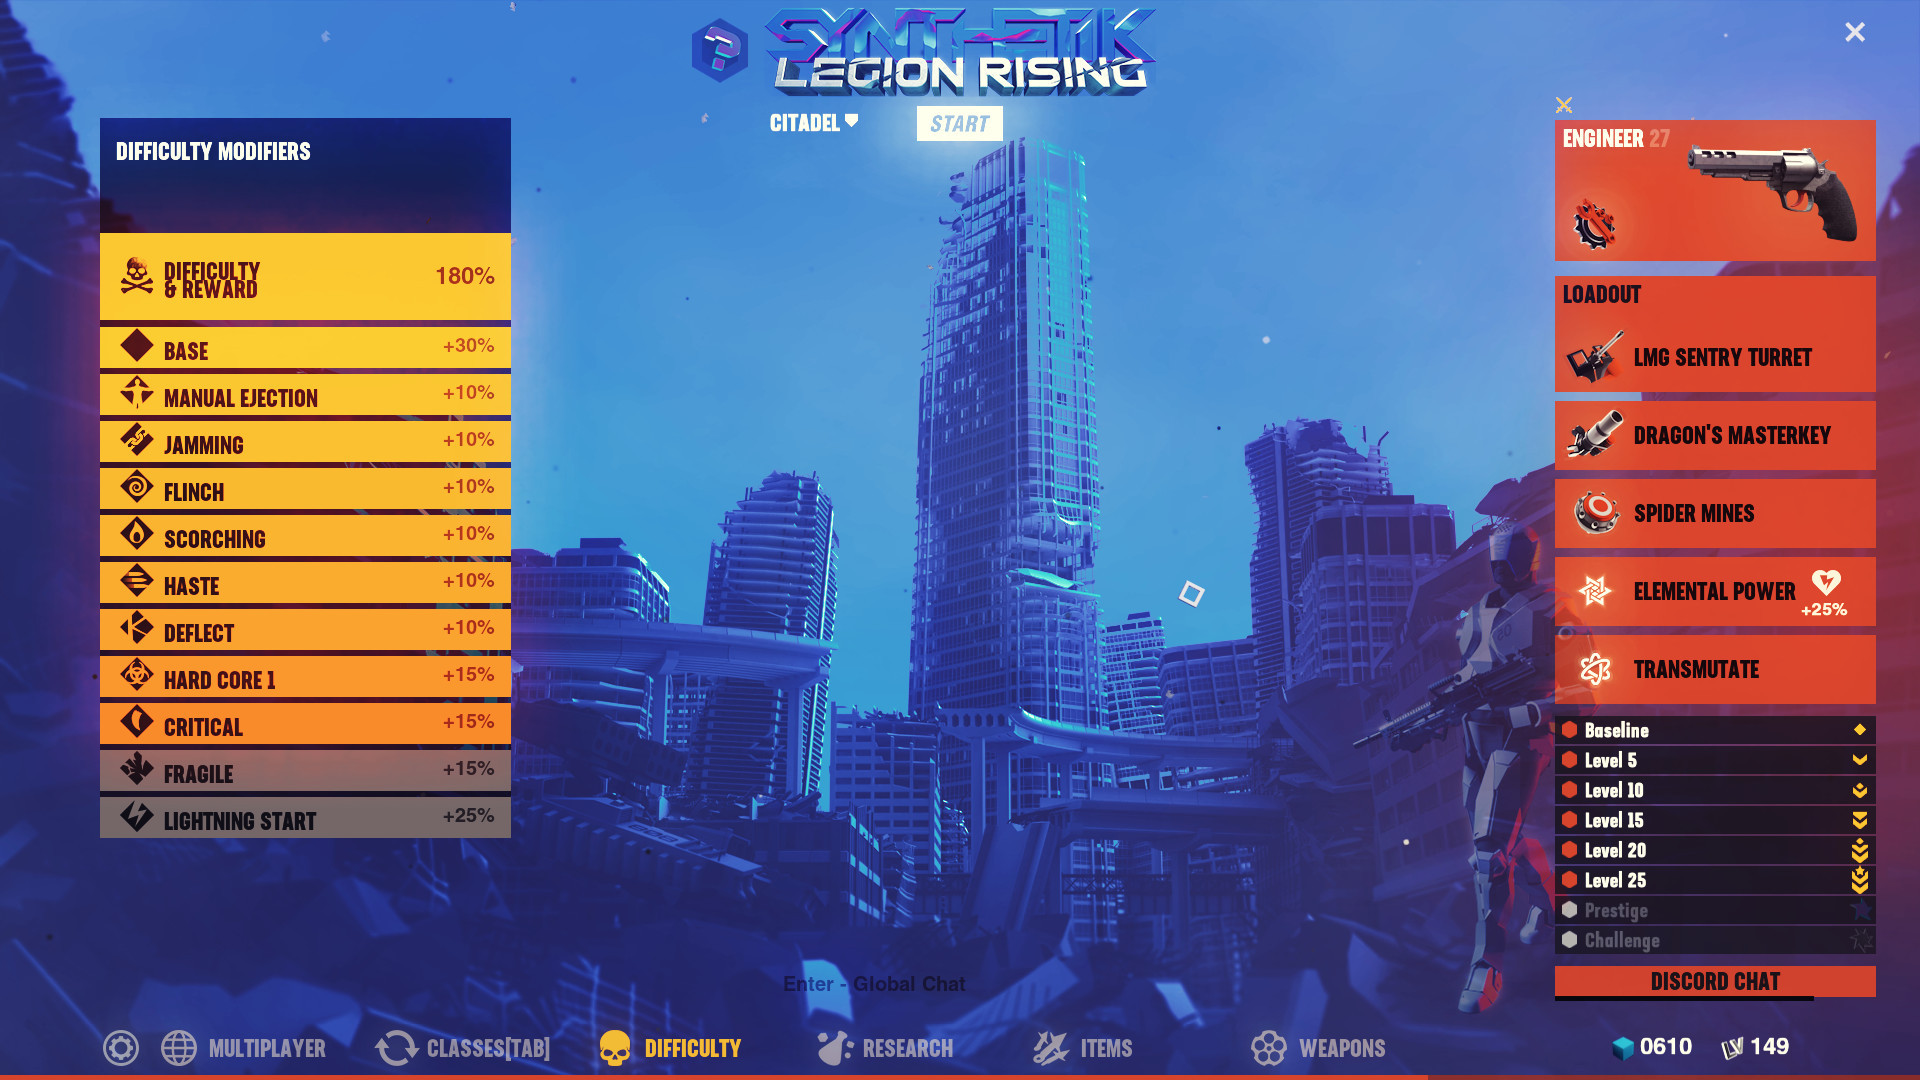 SYNTHETIK
LEGION RISING
CITADEL
START
DIFFICULTY MODIFIERS
DIFFICULTY
& REWARD
180%
BASE +30%
MANUAL EJECTION +10%
JAMMING +10%
FLINCH +10%
SCORCHING +10%
HASTE +10%
DEFLECT +10%
HARD CORE 1 +15%
CRITICAL +15%
FRAGILE +15%
LIGHTNING START +25%
ENGINEER 27
LOADOUT
LMG SENTRY TURRET
DRAGON'S MASTERKEY
SPIDER MINES
ELEMENTAL POWER
+25%
TRANSMUTATE
Baseline
Level 5
Level 10
Level 15
Level 20
Level 25
Prestige
Challenge
DISCORD CHAT
Enter - Global Chat
MULTIPLAYER
CLASSES[TAB]
DIFFICULTY
RESEARCH
ITEMS
WEAPONS
0610
LV 149